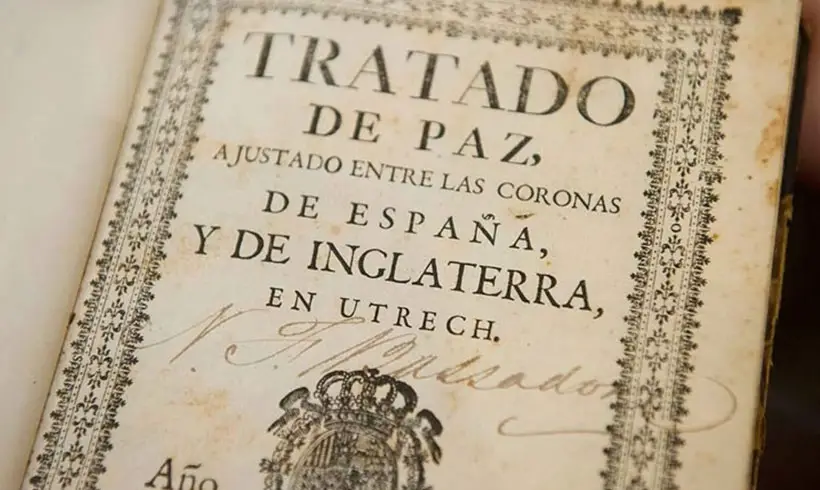 TRATADO
DE PAZ,
AJUSTADO ENTRE LAS CORONAS
DE ESPAÑA,
Y DE INGLATERRA,
EN UTRECH.
N. F.
Año